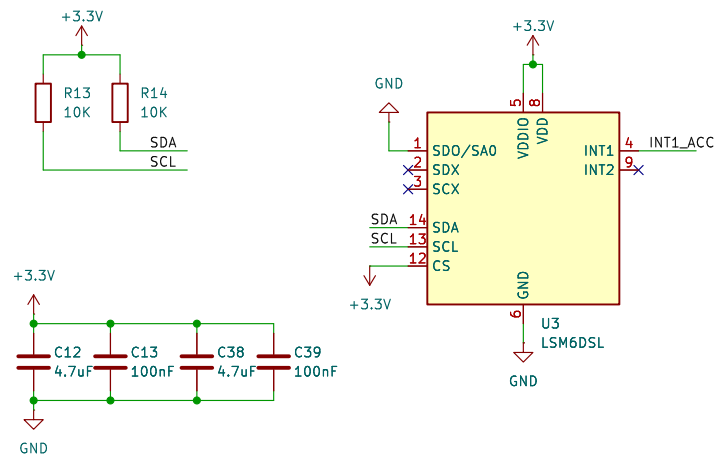 +3.3V
R13
10K
R14
10K
SDA
SCL
+3.3V
GND
5
8
VDDIO
VDD
1
SDO/SA0
INT1
4
INT1_ACC
2
SDX
INT2
9
3
SCX
SDA
14
SDA
SCL
13
SCL
12
CS
+3.3V
GND
6
U3
LSM6DSL
GND
+3.3V
C12
4.7uF
C13
100nF
C38
4.7uF
C39
100nF
GND